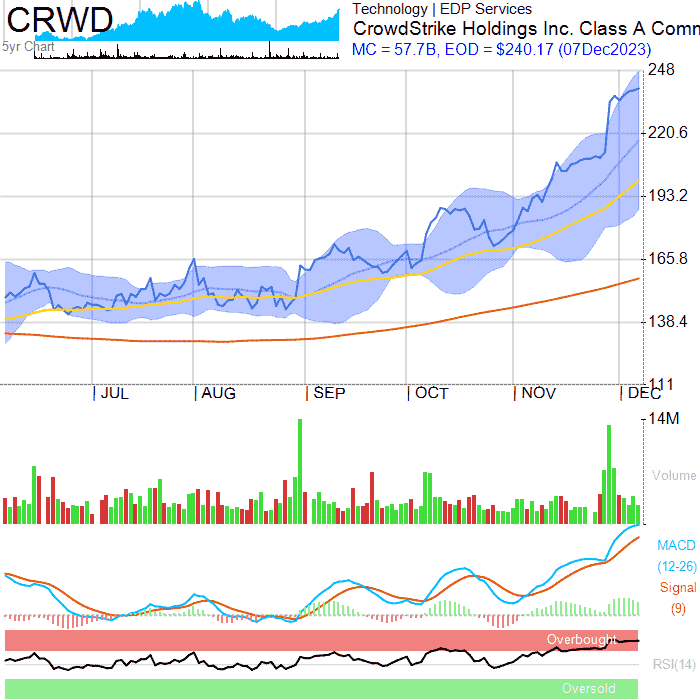 CRWD
5yr Chart
Technology | EDP Services
CrowdStrike Holdings Inc. Class A Comm
MC = 57.7B, EOD = $240.17 (07Dec2023)
248
220.6
193.2
165.8
138.4
111
JUL AUG SEP OCT NOV DEC
14M
Volume
MACD
(12-26)
Signal
(9)
Overbought
RSI(14)
Oversold